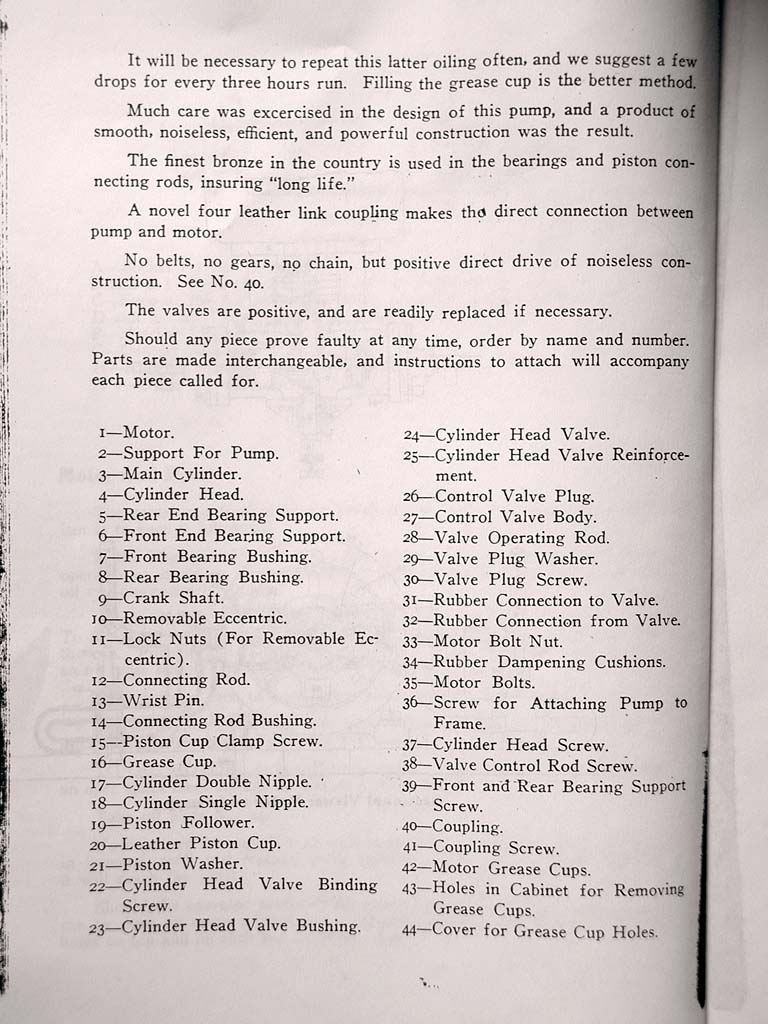 It will be necessary to repeat this latter oiling often, and we suggest a few
drops for every three hours run. Filling the grease cup is the better method.
Much care was excercised in the design of this pump, and a product of
smooth, noiseless, efficient, and powerful construction was the result.
The finest bronze in the country is used in the bearings and piston con-
necting rods, insuring "long life."
A novel four leather link coupling makes the direct connection between
pump and motor.
No belts, no gears, no chain, but positive direct drive of noiseless con-
struction. See No. 40.
The valves are positive, and are readily replaced if necessary.
Should any piece prove faulty at any time, order by name and number.
Parts are made interchangeable, and instructions to attach will accompany
each piece called for.
1—Motor.
2—Support For Pump.
3—Main Cylinder.
4—Cylinder Head.
5—Rear End Bearing Support.
6—Front End Bearing Support.
7—Front Bearing Bushing.
8—Rear Bearing Bushing.
9—Crank Shaft.
10—Removable Eccentric.
11—Lock Nuts (For Removable Ec-
centric).
12—Connecting Rod.
13—Wrist Pin.
14—Connecting Rod Bushing.
15—Piston Cup Clamp Screw.
16—Grease Cup.
17—Cylinder Double Nipple.
18—Cylinder Single Nipple.
19—Piston Follower.
20—Leather Piston Cup.
21—Piston Washer.
22—Cylinder Head Valve Binding
Screw.
23—Cylinder Head Valve Bushing.
24—Cylinder Head Valve.
25—Cylinder Head Valve Reinforce-
ment.
26—Control Valve Plug.
27—Control Valve Body.
28—Valve Operating Rod.
29—Valve Plug Washer.
30—Valve Plug Screw.
31—Rubber Connection to Valve.
32—Rubber Connection from Valve.
33—Motor Bolt Nut.
34—Rubber Dampening Cushions.
35—Motor Bolts.
36—Screw for Attaching Pump to
Frame.
37—Cylinder Head Screw.
38—Valve Control Rod Screw.
39—Front and Rear Bearing Support
Screw.
40—Coupling.
41—Coupling Screw.
42—Motor Grease Cups.
43—Holes in Cabinet for Removing
Grease Cups.
44—Cover for Grease Cup Holes.